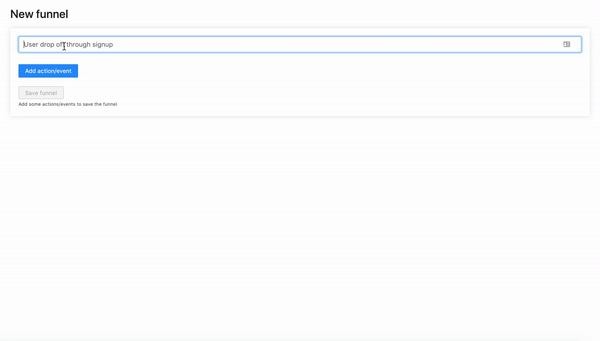 New funnel
User drop off through signup
Add action/event
Save funnel
Add some actions/events to save the funnel